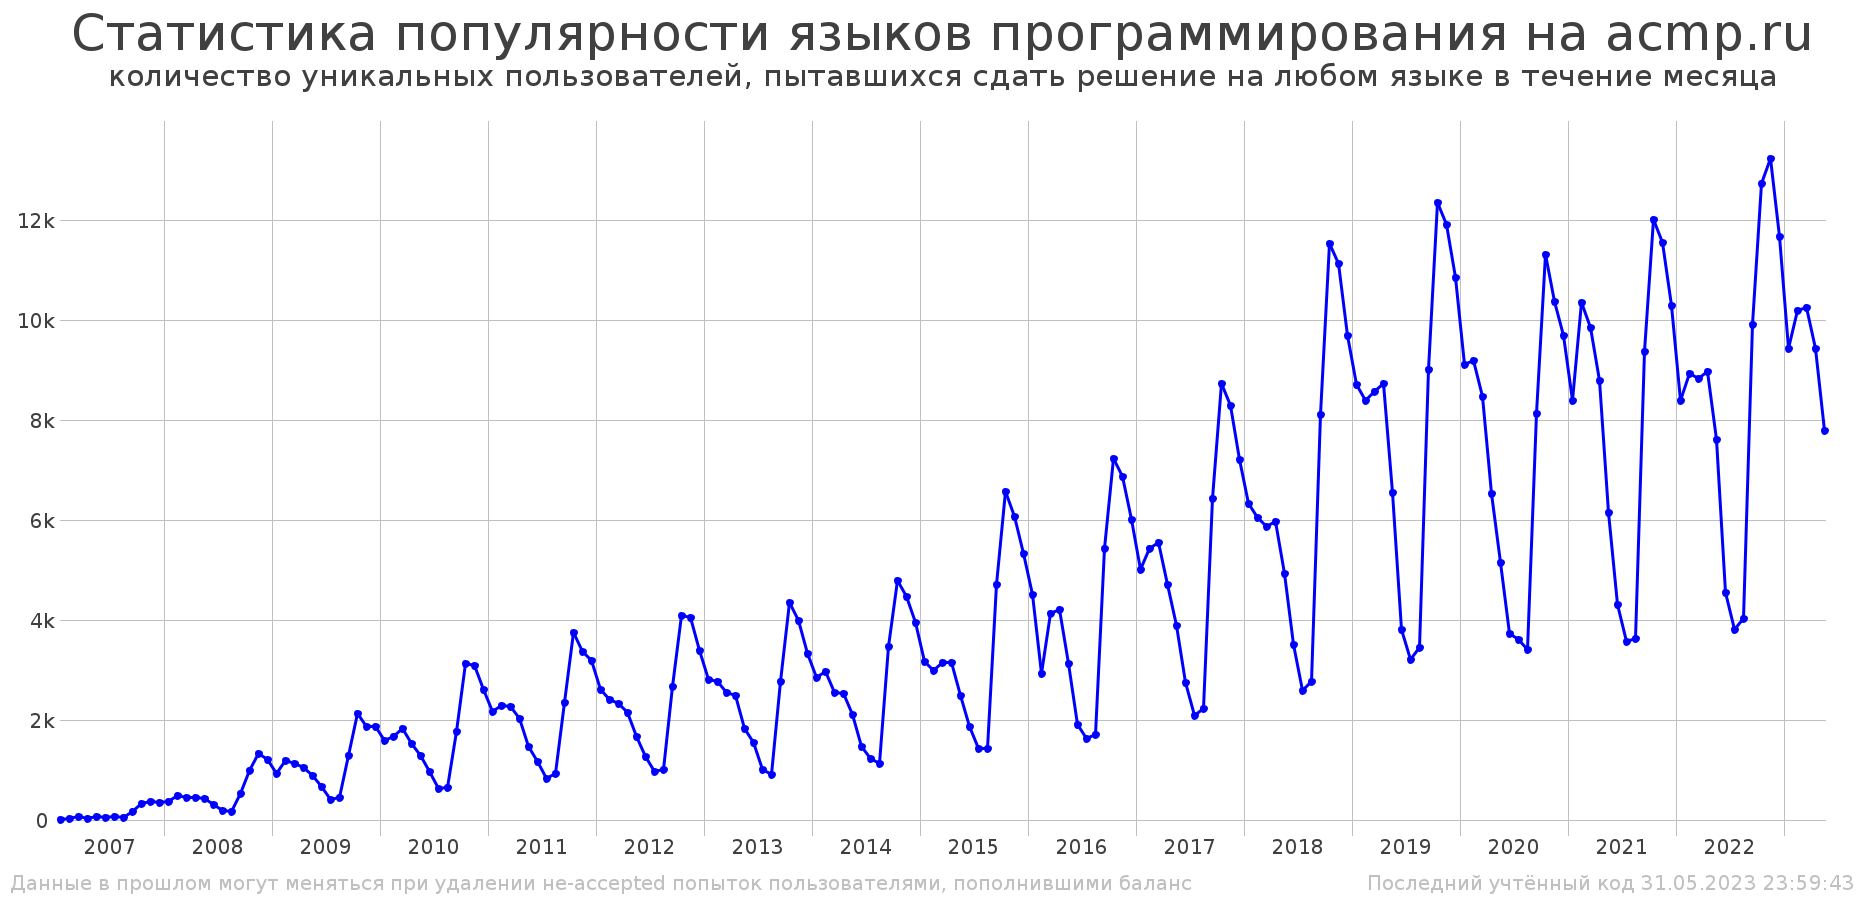 Статистика популярности языков программирования на acmp.ru
количество уникальных пользователей, пытавшихся сдать решение на любом языке в течение месяца
12k
10k
8k
6k
4k
2k
0
2007 2008 2009 2010 2011 2012 2013 2014 2015 2016 2017 2018 2019 2020 2021 2022
Данные в прошлом могут меняться при удалении не-accepted попыток пользователями, пополнившими баланс
Последний учтённый код 31.05.2023 23:59:43